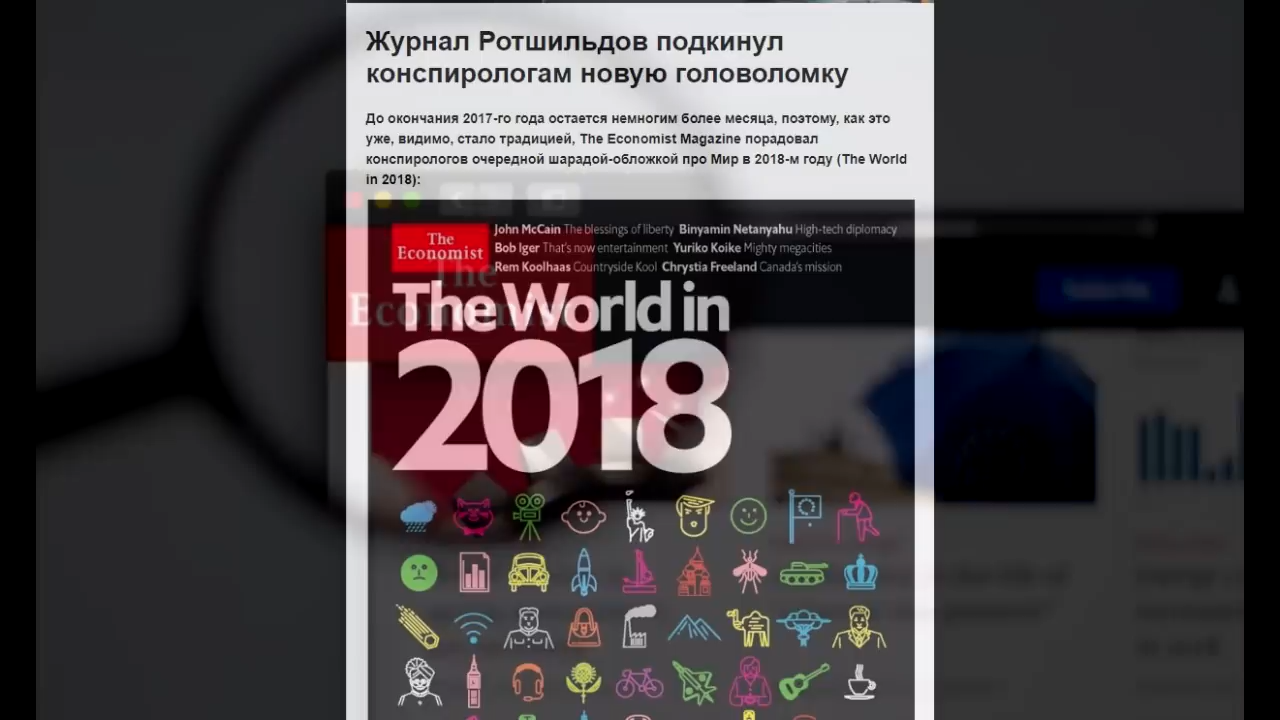 Журнал Ротшильдов подкинул
конспирологам новую головоломку
До окончания 2017-го года остается немногим более месяца, поэтому, как это
уже, видимо, стало традицией, The Economist Magazine порадовал
конспирологов очередной шарадой-обложкой про Мир в 2018-м году (The World
in 2018):
The
Economist
John McCain The blessings of liberty Binyamin Netanyahu High-tech diplomacy
Bob Iger That's now entertainment Yuriko Koike Mighty megacities
Rem Koolhaas Countryside Kool Chrystia Freeland Canada's mission
The
Economist
The World in
2018